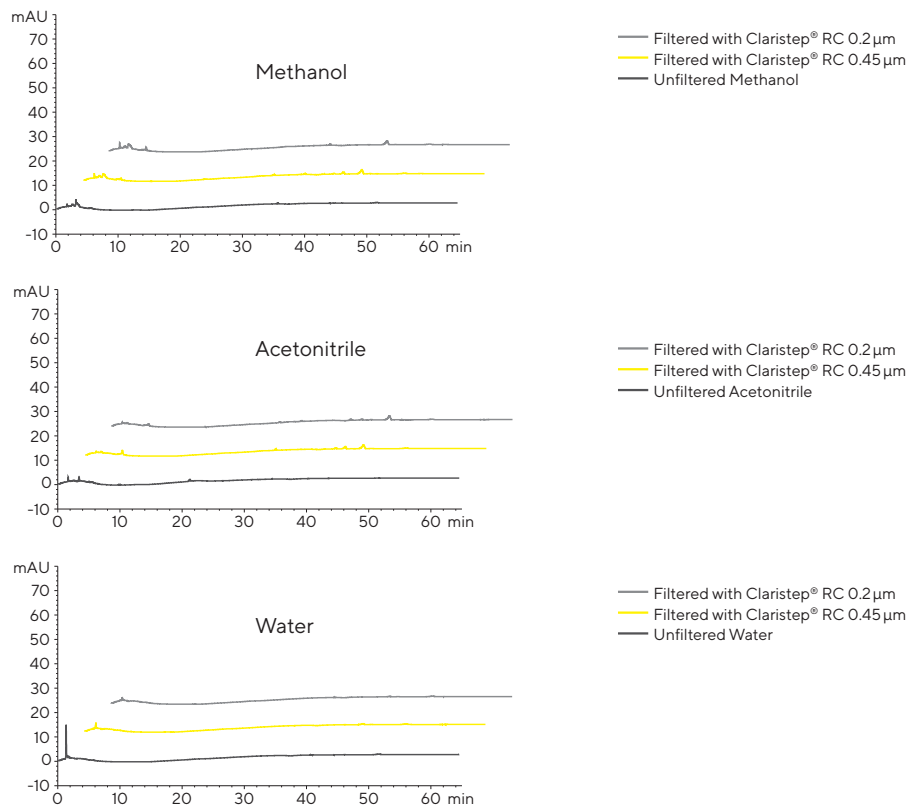 mAU
70
60
50
40
30
20
10
0
-10
0 10 20 30 40 50 60 min
Methanol
Filtered with Claristep® RC 0.2 µm
Filtered with Claristep® RC 0.45 µm
Unfiltered Methanol
mAU
70
60
50
40
30
20
10
0
-10
0 10 20 30 40 50 60 min
Acetonitrile
Filtered with Claristep® RC 0.2 µm
Filtered with Claristep® RC 0.45 µm
Unfiltered Acetonitrile
mAU
70
60
50
40
30
20
10
0
-10
0 10 20 30 40 50 60 min
Water
Filtered with Claristep® RC 0.2 µm
Filtered with Claristep® RC 0.45 µm
Unfiltered Water